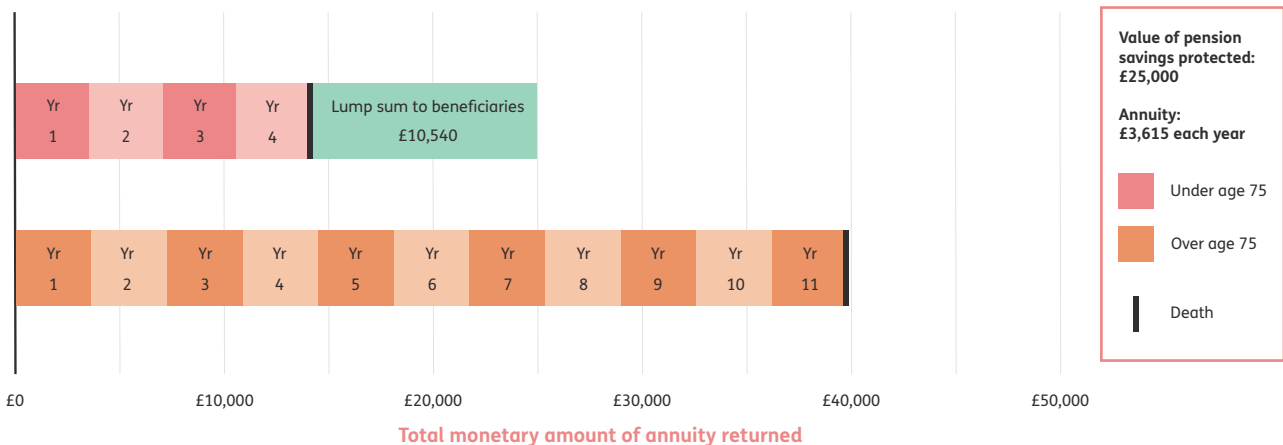 Yr Yr Yr Yr Lump sum to beneficiaries
1 2 3 4 £10,540
Yr Yr Yr Yr Yr Yr Yr Yr Yr Yr Yr
1 2 3 4 5 6 7 8 9 10 11
£0 £10,000 £20,000 £30,000 £40,000 £50,000
Total monetary amount of annuity returned
Value of pension
savings protected:
£25,000
Annuity:
£3,615 each year
Under age 75
Over age 75
Death